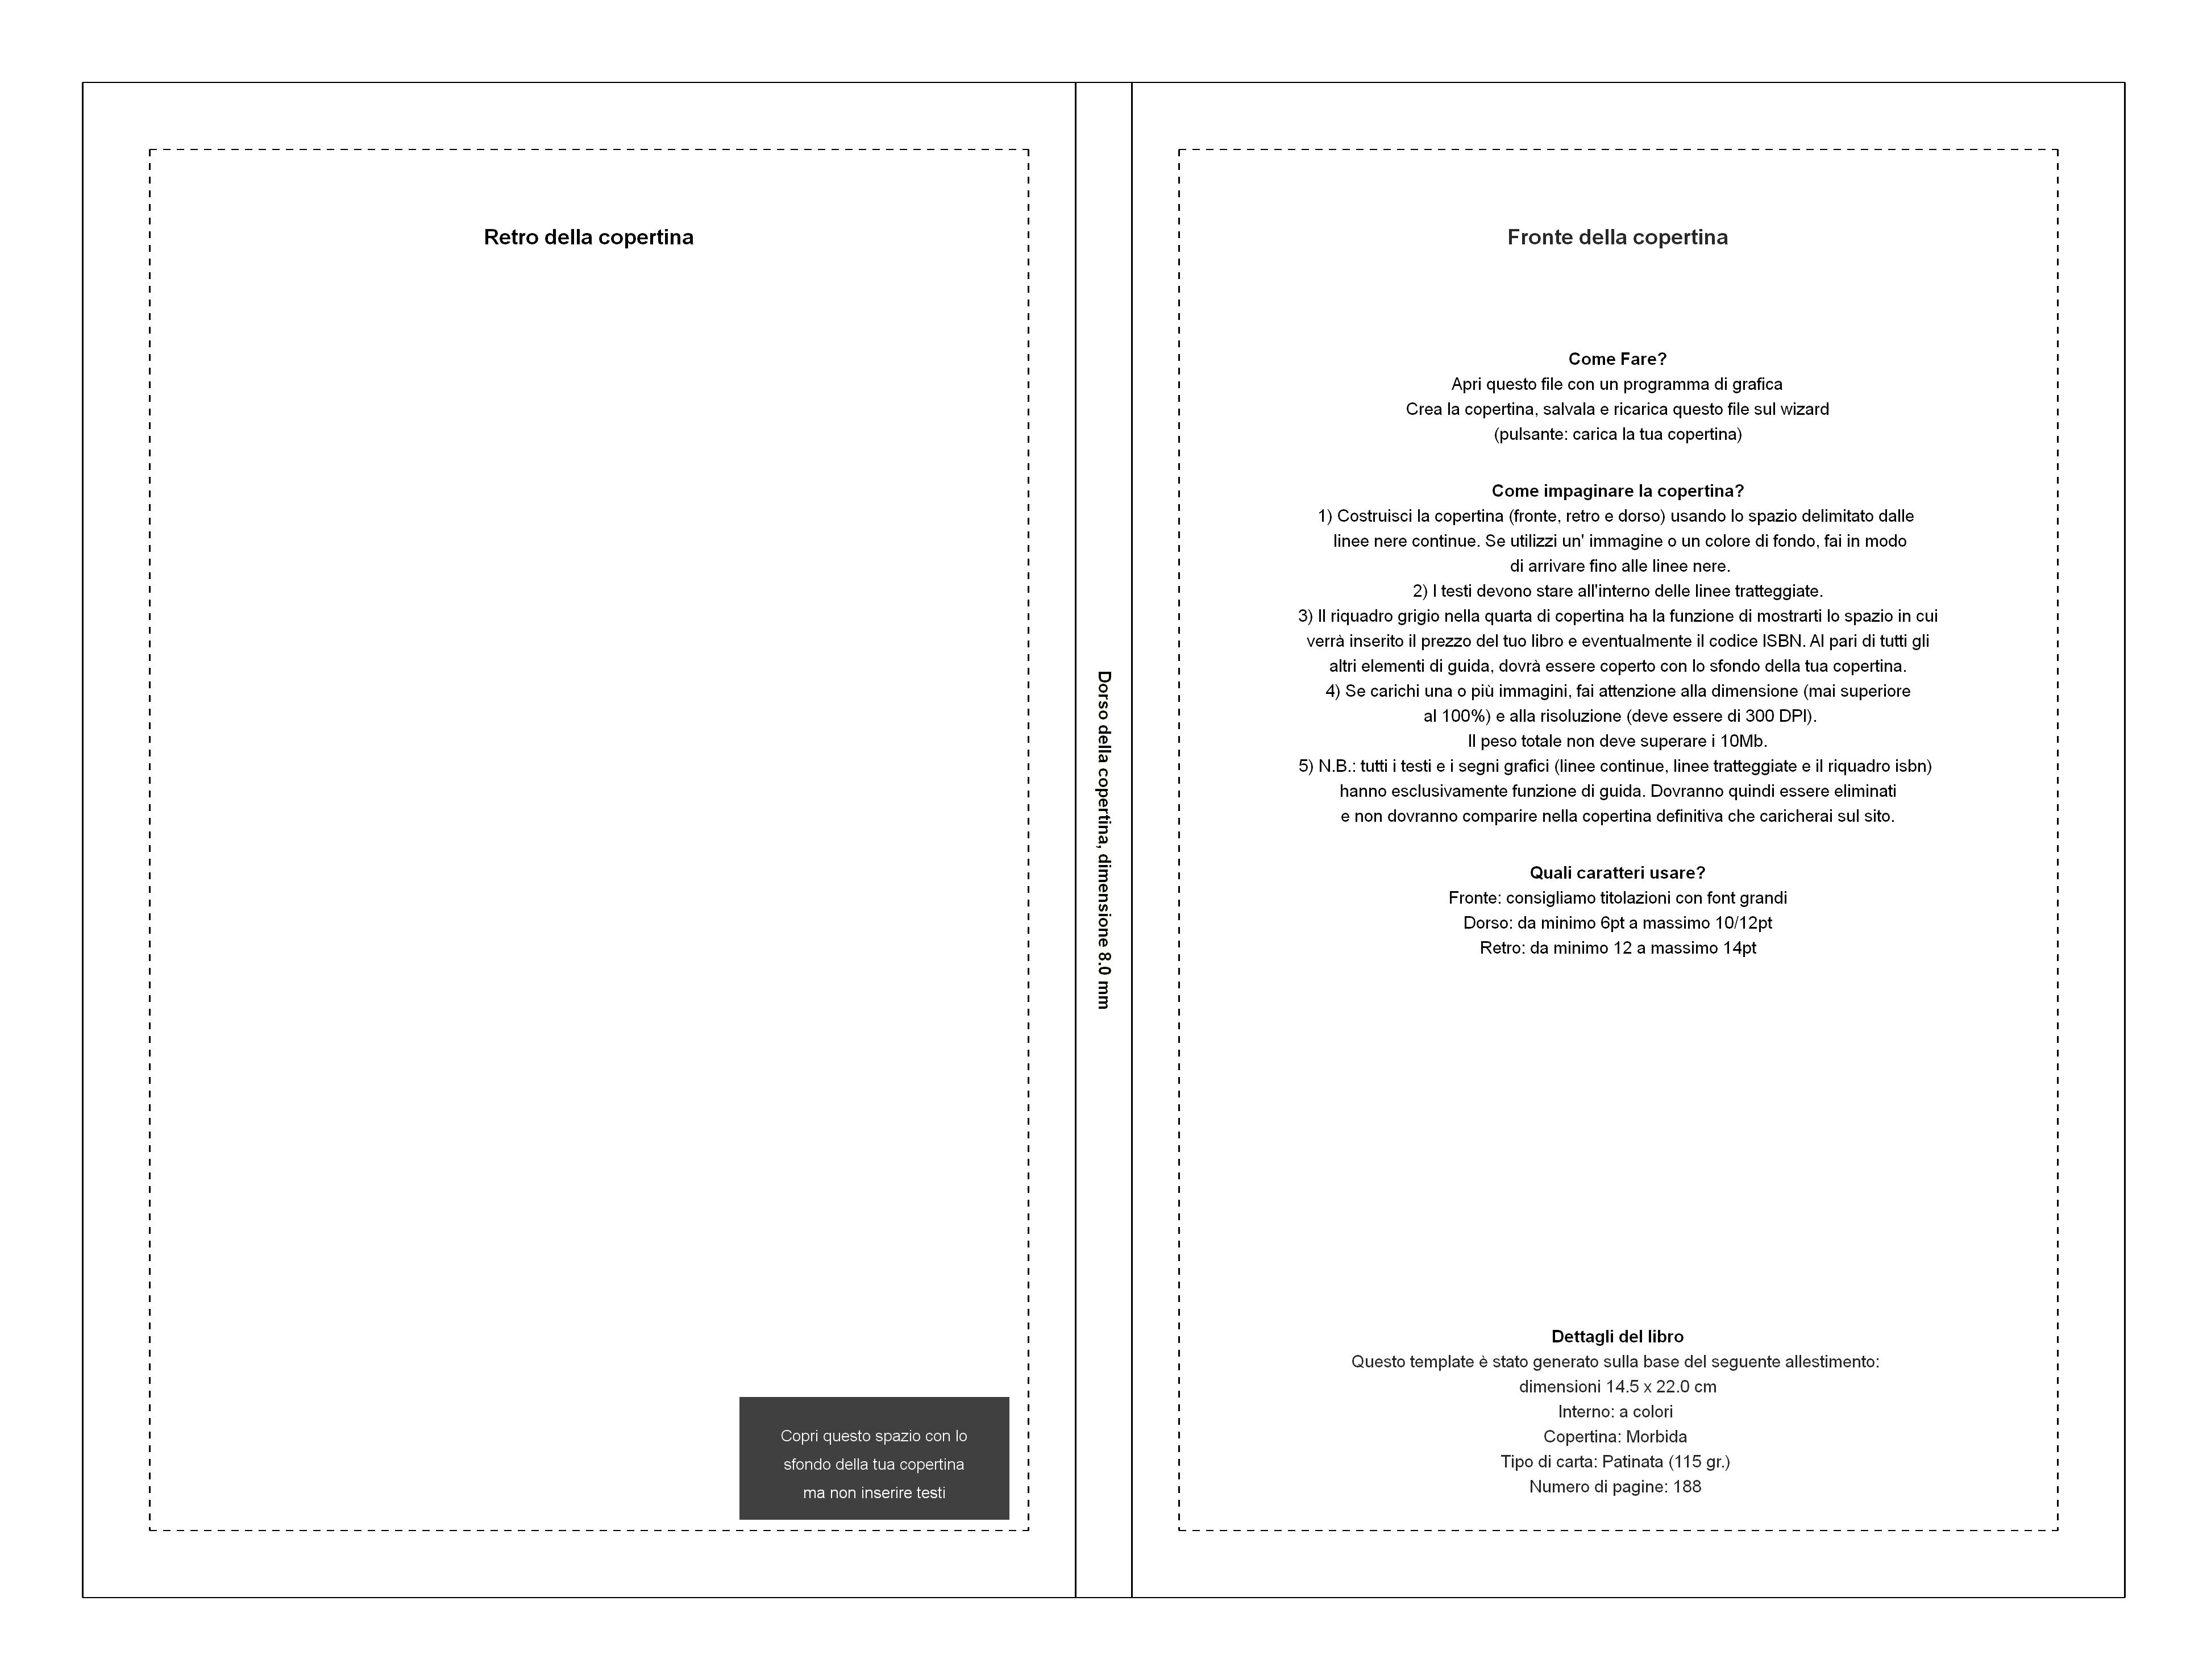 Retro della copertina
Copri questo spazio con lo
sfondo della tua copertina
ma non inserire testi
Dorso della copertina, dimensione 8.0 mm
Fronte della copertina
Come Fare?
Apri questo file con un programma di grafica
Crea la copertina, salvala e ricarica questo file sul wizard
(pulsante: carica la tua copertina)
Come impaginare la copertina?
1) Costruisci la copertina (fronte, retro e dorso) usando lo spazio delimitato dalle
linee nere continue. Se utilizzi un' immagine o un colore di fondo, fai in modo
di arrivare fino alle linee nere.
2) I testi devono stare all'interno delle linee tratteggiate.
3) Il riquadro grigio nella quarta di copertina ha la funzione di mostrarti lo spazio in cui
verrà inserito il prezzo del tuo libro e eventualmente il codice ISBN. Al pari di tutti gli
altri elementi di guida, dovrà essere coperto con lo sfondo della tua copertina.
4) Se carichi una o più immagini, fai attenzione alla dimensione (mai superiore
al 100%) e alla risoluzione (deve essere di 300 DPI).
Il peso totale non deve superare i 10Mb.
5) N.B.: tutti i testi e i segni grafici (linee continue, linee tratteggiate e il riquadro isbn)
hanno esclusivamente funzione di guida. Dovranno quindi essere eliminati
e non dovranno comparire nella copertina definitiva che caricherai sul sito.
Quali caratteri usare?
Fronte: consigliamo titolazioni con font grandi
Dorso: da minimo 6pt a massimo 10/12pt
Retro: da minimo 12 a massimo 14pt
Dettagli del libro
Questo template è stato generato sulla base del seguente allestimento:
dimensioni 14.5 x 22.0 cm
Interno: a colori
Copertina: Morbida
Tipo di carta: Patinata (115 gr.)
Numero di pagine: 188